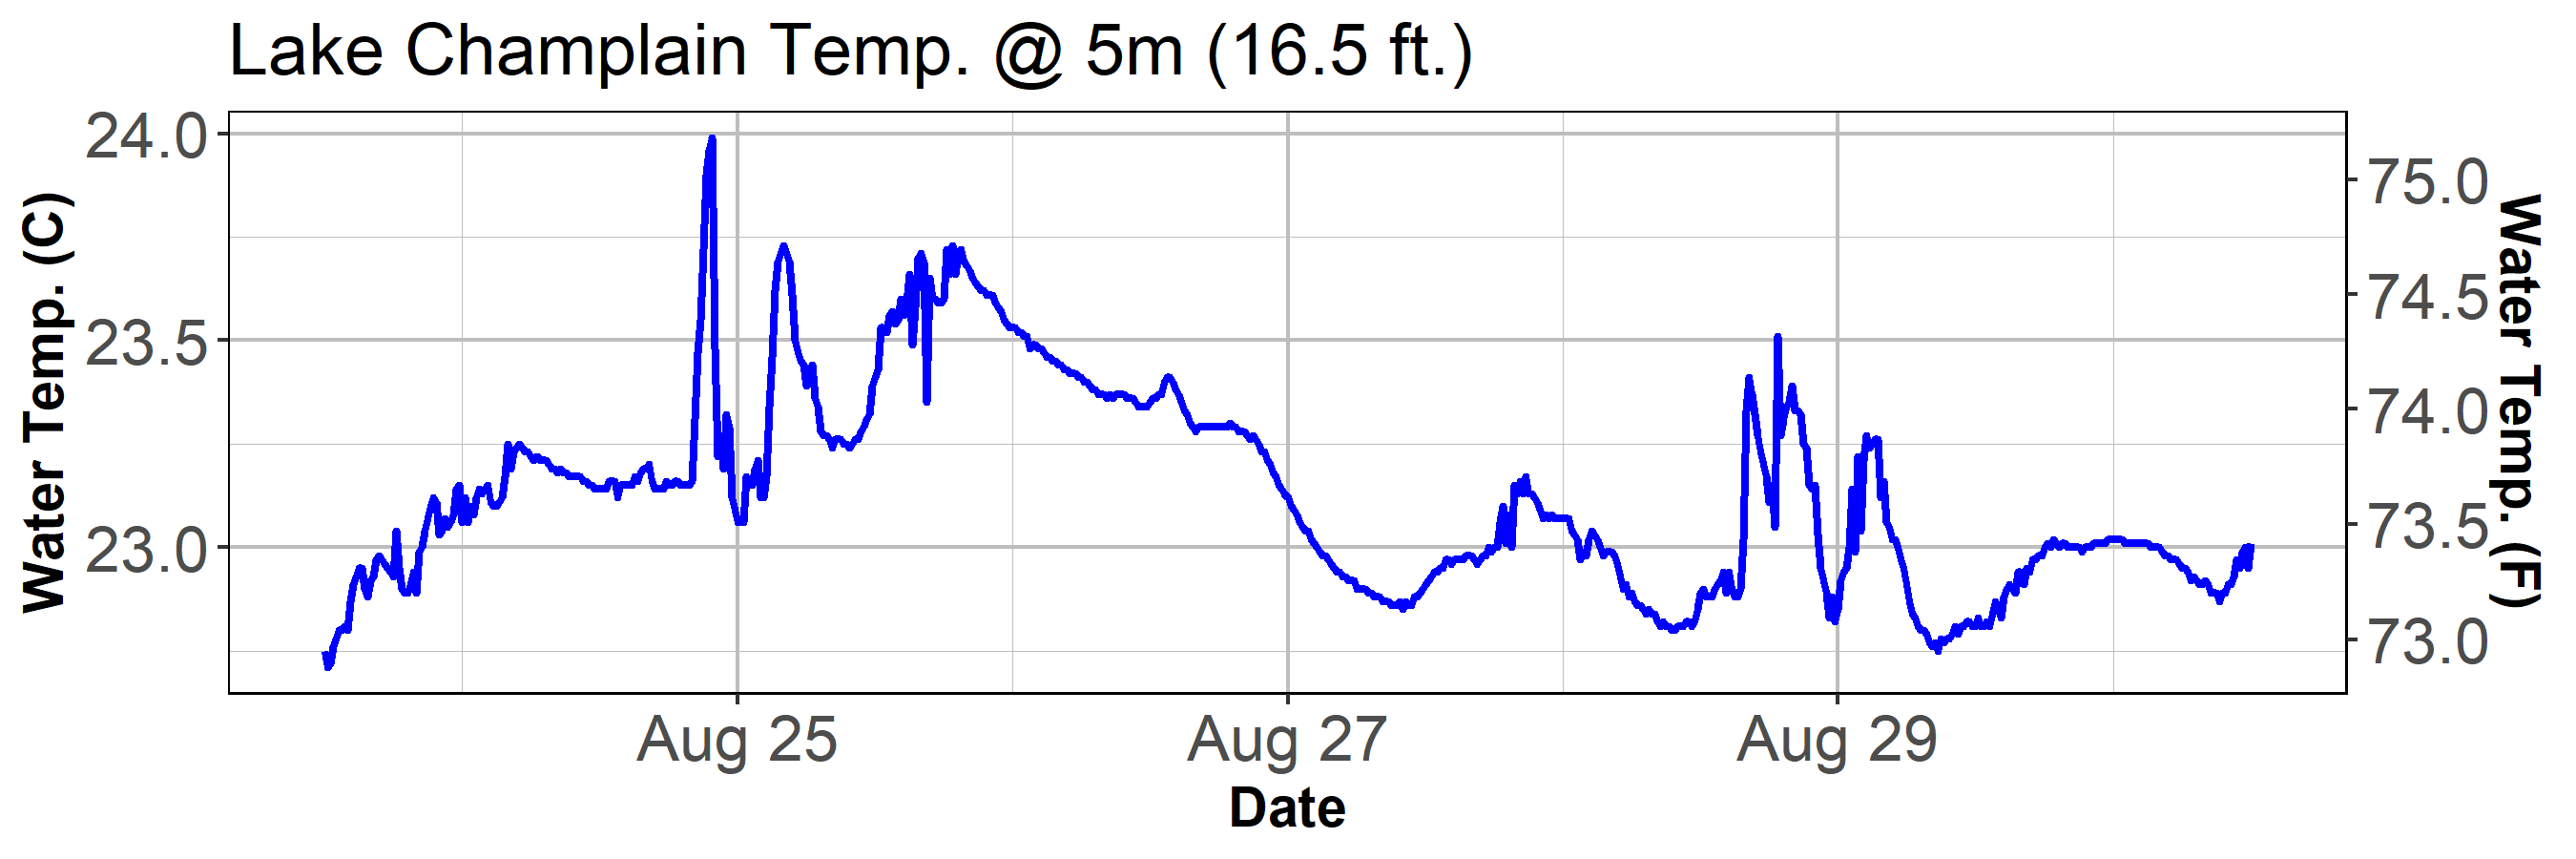 Lake Champlain Temp. @ 5m (16.5 ft.)
24.0
23.5
23.0
Water Temp. (C)
75.0
74.5
74.0
73.5
73.0
Water Temp. (F)
Aug 25
Aug 27
Aug 29
Date